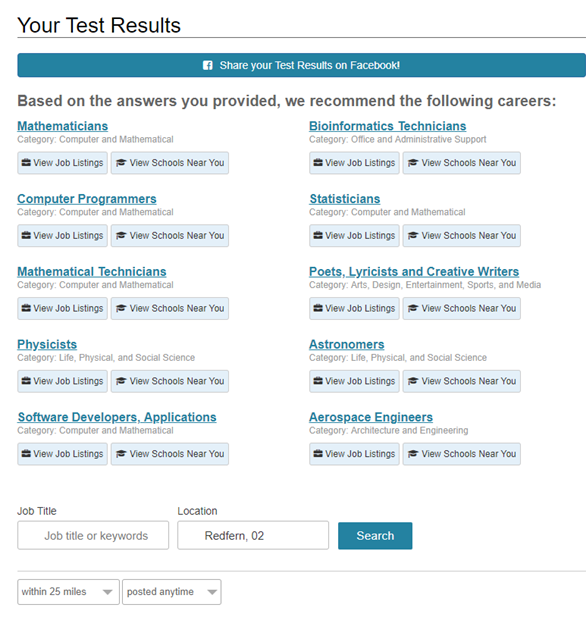 Your Test Results
Share your Test Results on Facebook!
Based on the answers you provided, we recommend the following careers:
Mathematicians
Category: Computer and Mathematical
View Job Listings View Schools Near You
Bioinformatics Technicians
Category: Office and Administrative Support
View Job Listings View Schools Near You
Computer Programmers
Category: Computer and Mathematical
View Job Listings View Schools Near You
Statisticians
Category: Computer and Mathematical
View Job Listings View Schools Near You
Mathematical Technicians
Category: Computer and Mathematical
View Job Listings View Schools Near You
Poets, Lyricists and Creative Writers
Category: Arts, Design, Entertainment, Sports, and Media
View Job Listings View Schools Near You
Physicists
Category: Life, Physical, and Social Science
View Job Listings View Schools Near You
Astronomers
Category: Life, Physical, and Social Science
View Job Listings View Schools Near You
Software Developers, Applications
Category: Computer and Mathematical
View Job Listings View Schools Near You
Aerospace Engineers
Category: Architecture and Engineering
View Job Listings View Schools Near You
Job Title Location
Job title or keywords Redfern, 02 Search
within 25 miles posted anytime